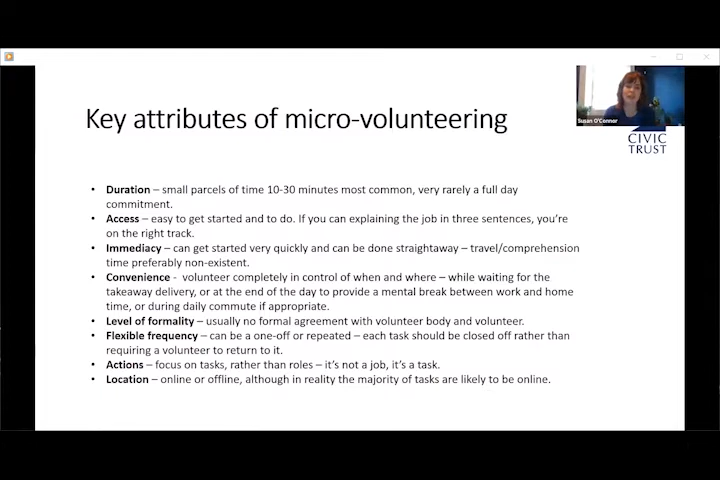 Susan O'Connor
CIVIC
TRUST
Key attributes of micro-volunteering
• Duration – small parcels of time 10-30 minutes most common, very rarely a full day
commitment.
• Access – easy to get started and to do. If you can explaining the job in three sentences, you're
on the right track.
• Immediacy – can get started very quickly and can be done straightaway – travel/comprehension
time preferably non-existent.
• Convenience - volunteer completely in control of when and where – while waiting for the
takeaway delivery, or at the end of the day to provide a mental break between work and home
time, or during daily commute if appropriate.
• Level of formality – usually no formal agreement with volunteer body and volunteer.
• Flexible frequency – can be a one-off or repeated – each task should be closed off rather than
requiring a volunteer to return to it.
• Actions – focus on tasks, rather than roles – it's not a job, it's a task.
• Location – online or offline, although in reality the majority of tasks are likely to be online.